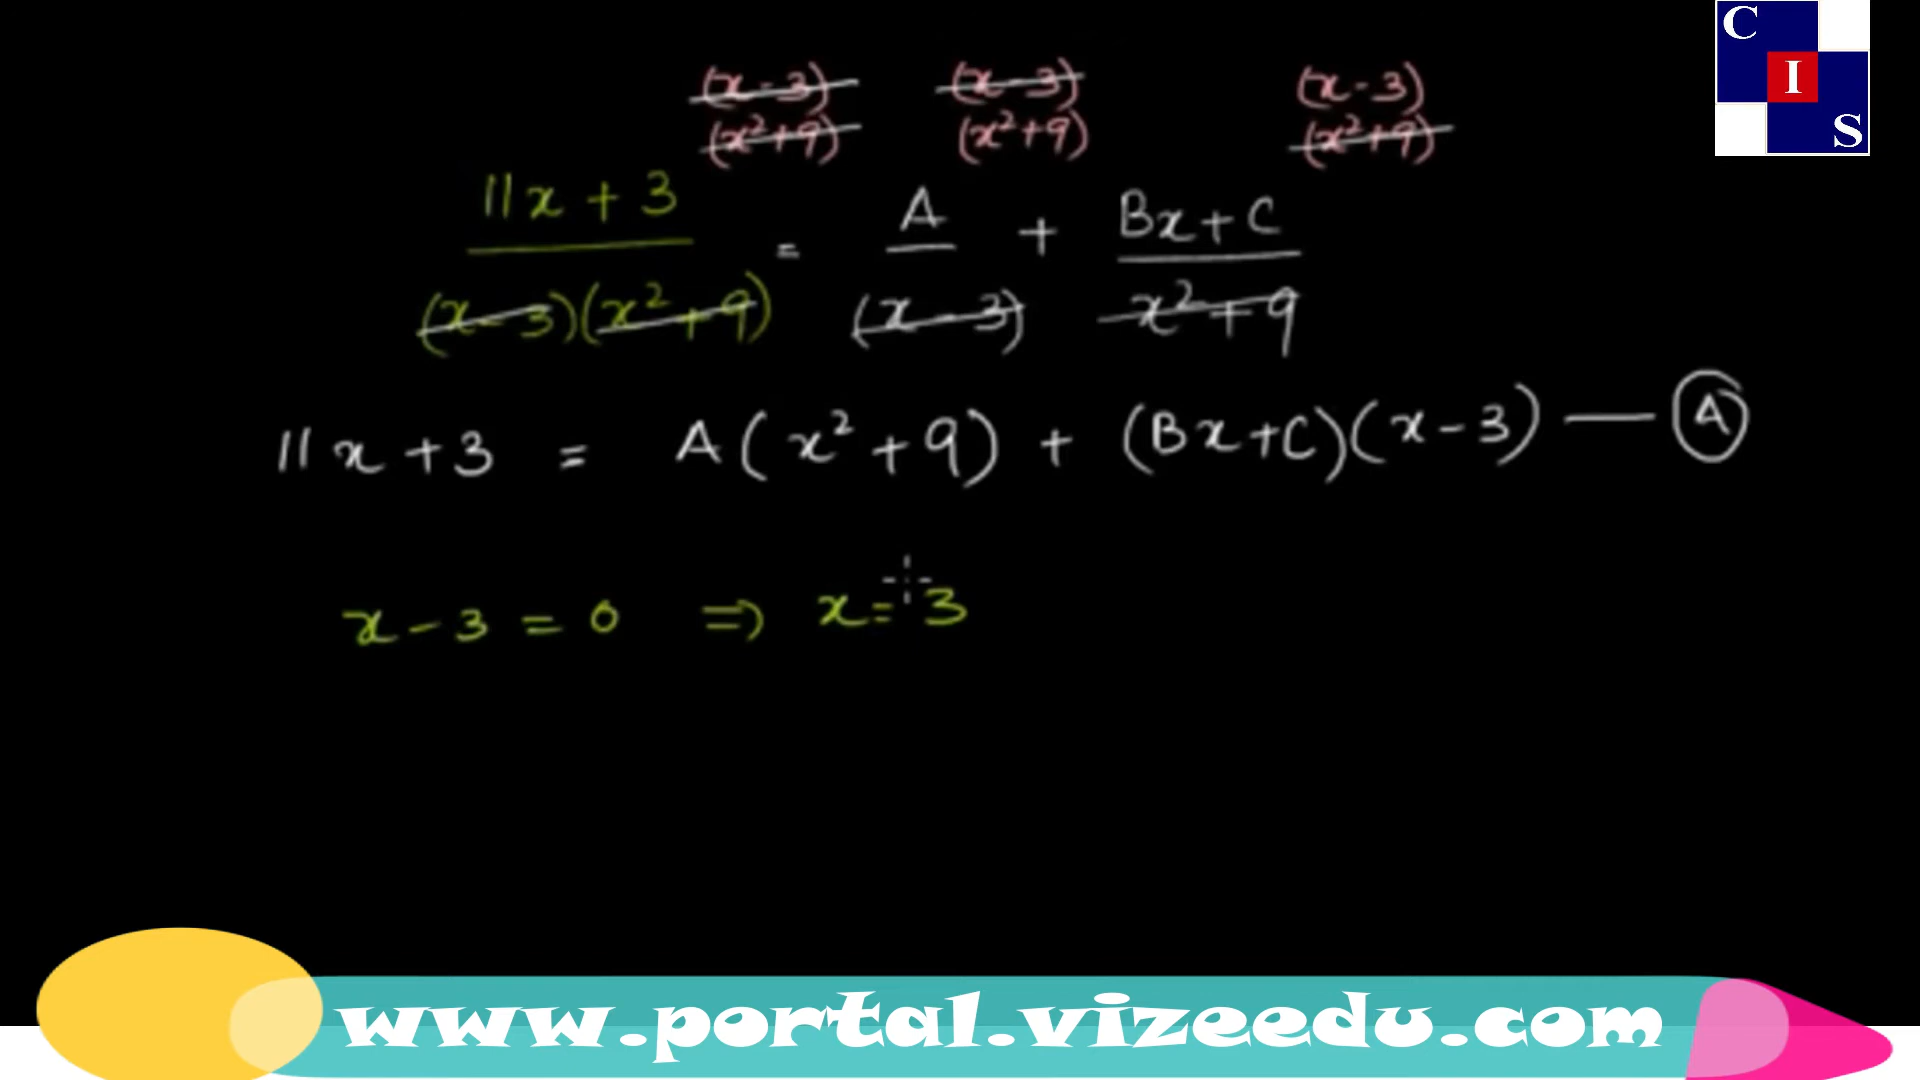 C
I
S
(x-3) (x-3) (x-3)
(x²+9) (x²+9) (x²+9)
11x + 3 / (x-3)(x²+9) = A / (x-3) + Bx+C / x²+9
11x+3 = A(x²+9) + (Bx+C)(x-3) — A
x-3=0 ⇒ x=3
www.portal.vizeedu.com